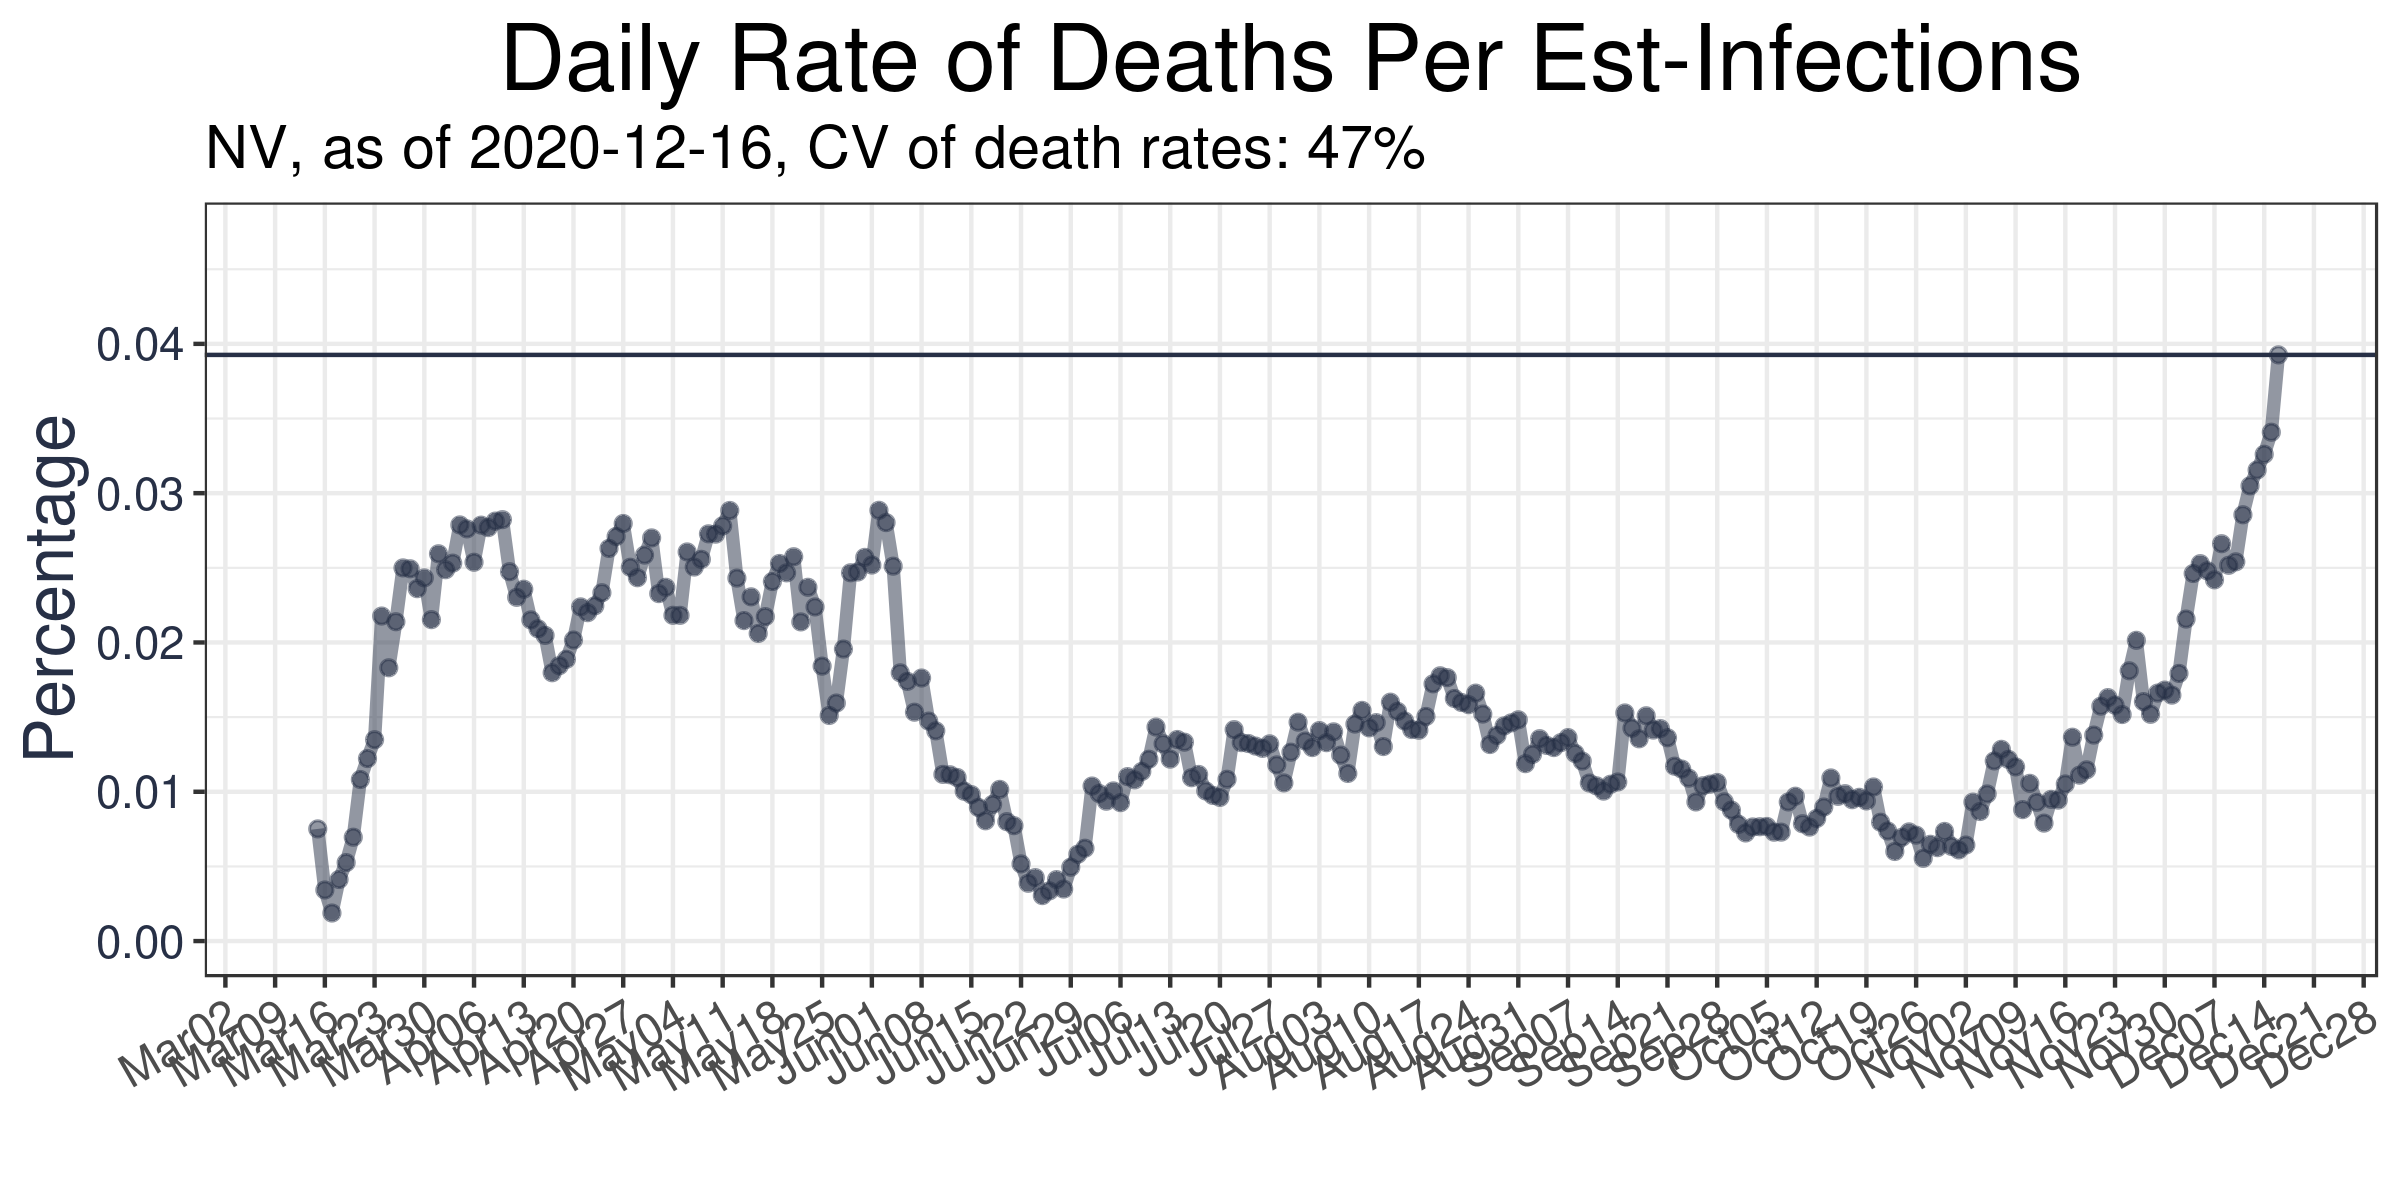 Daily Rate of Deaths Per Est-Infections
NV, as of 2020-12-16, CV of death rates: 47%
Percentage
0.04
0.03
0.02
0.01
0.00
Mar02
Mar09
Mar16
Mar23
Mar30
Apr06
Apr13
Apr20
Apr27
May04
May11
May18
May25
Jun01
Jun08
Jun15
Jun22
Jun29
Jul06
Jul13
Jul20
Jul27
Aug03
Aug10
Aug17
Aug24
Aug31
Sep07
Sep14
Sep21
Sep28
Oct05
Oct12
Oct19
Oct26
Nov02
Nov09
Nov16
Nov23
Nov30
Dec07
Dec14
Dec21
Dec28